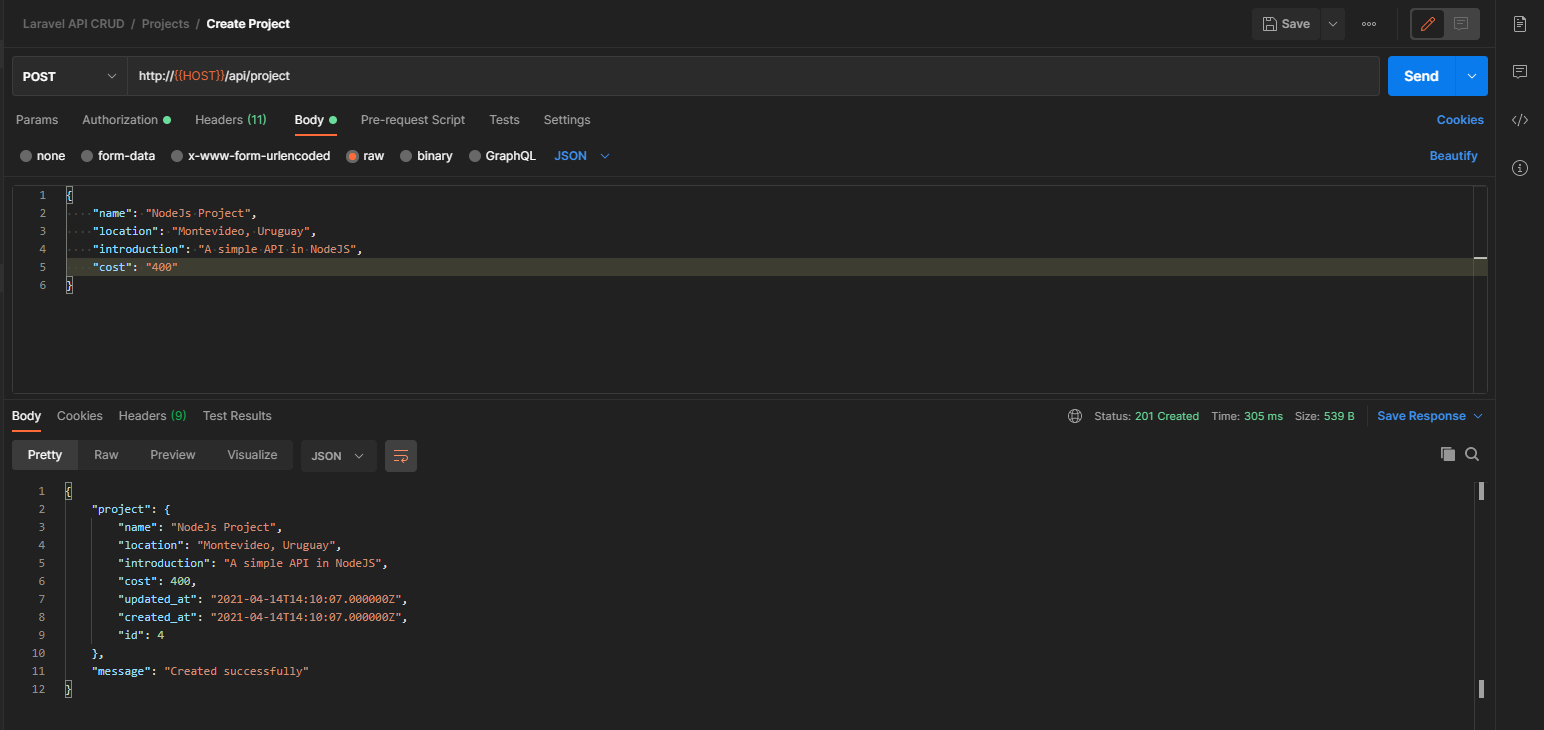 Laravel API CRUD / Projects / Create Project
Save
POST
http://{{HOST}}/api/project
Send
Params Authorization Headers (11) Body Pre-request Script Tests Settings Cookies
none form-data x-www-form-urlencoded raw binary GraphQL JSON Beautify
1 {
2 "name": "NodeJs Project",
3 "location": "Montevideo, Uruguay",
4 "introduction": "A simple API in NodeJS",
5 "cost": "400"
6 }
Body Cookies Headers (9) Test Results Status: 201 Created Time: 305 ms Size: 539 B Save Response
Pretty Raw Preview Visualize JSON
1 {
2 "project": {
3 "name": "NodeJs Project",
4 "location": "Montevideo, Uruguay",
5 "introduction": "A simple API in NodeJS",
6 "cost": 400,
7 "updated_at": "2021-04-14T14:10:07.000000Z",
8 "created_at": "2021-04-14T14:10:07.000000Z",
9 "id": 4
10 },
11 "message": "Created successfully"
12 }